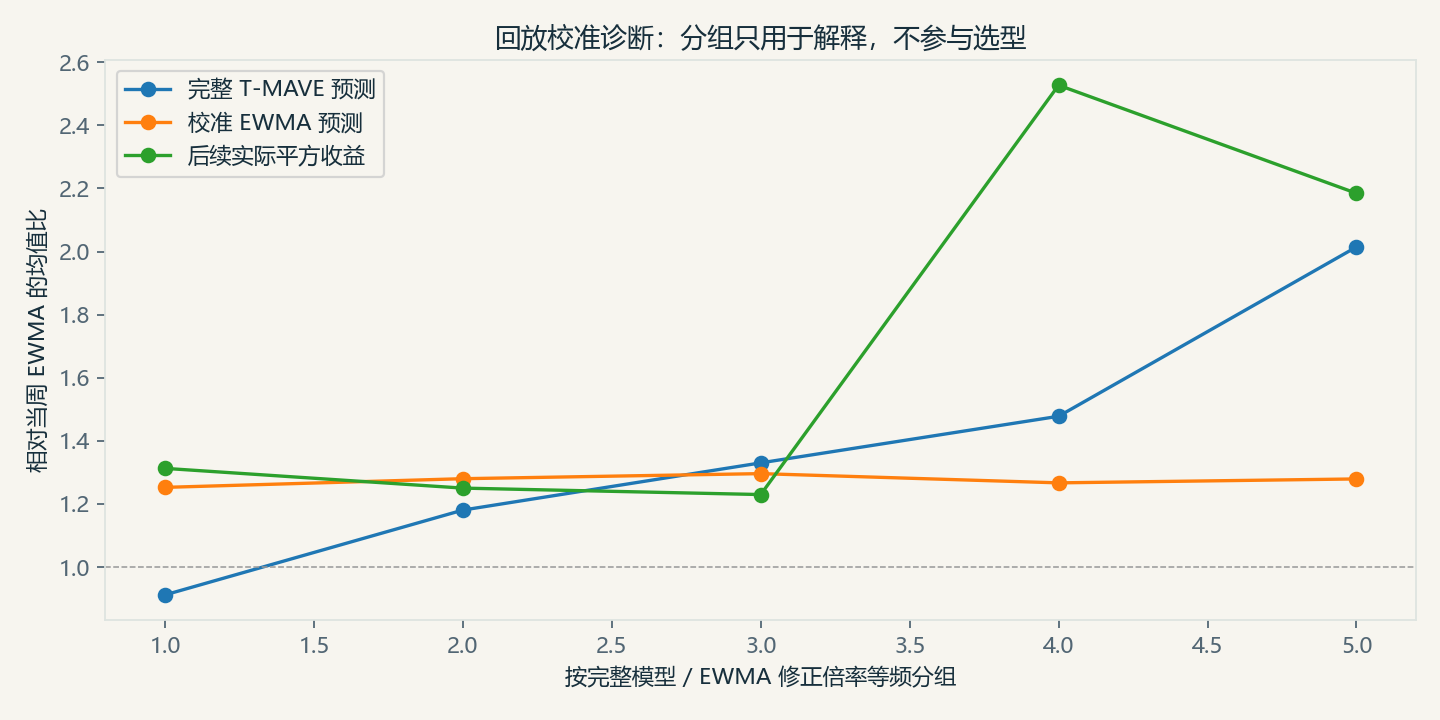 回放校准诊断：分组只用于解释，不参与选型
完整 T-MAVE 预测
校准 EWMA 预测
后续实际平方收益
相对当周 EWMA 的均值比
2.6
2.4
2.2
2.0
1.8
1.6
1.4
1.2
1.0
1.0 1.5 2.0 2.5 3.0 3.5 4.0 4.5 5.0
按完整模型 / EWMA 修正倍率等频分组